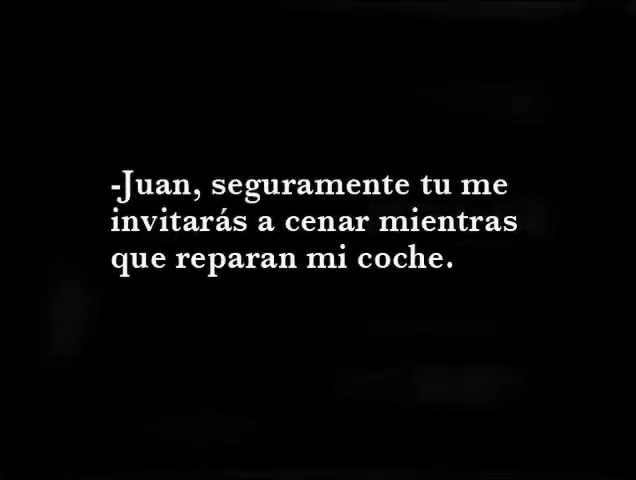 -Juan, seguramente tu me
invitarás a cenar mientras
que reparan mi coche.